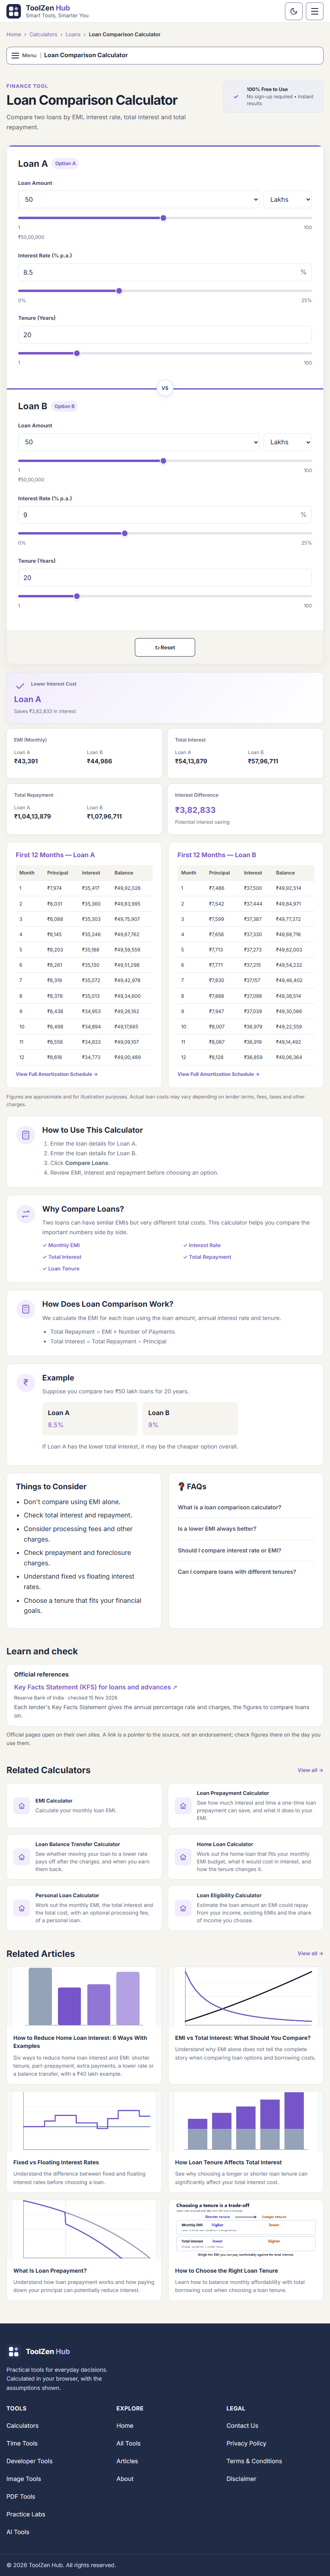 ToolZen Hub
Smart Tools, Smarter You
Home › Calculators › Loans › Loan Comparison Calculator
Menu | Loan Comparison Calculator
FINANCE TOOL
Loan Comparison Calculator
Compare two loans by EMI, interest rate, total interest and total
repayment.
100% Free to Use
No sign-up required • Instant
results
Loan A Option A
Loan Amount
50 Lakhs
1 100
₹50,00,000
Interest Rate (% p.a.)
8.5 %
0% 25%
Tenure (Years)
20
1 100
VS
Loan B Option B
Loan Amount
50 Lakhs
1 100
₹50,00,000
Interest Rate (% p.a.)
9 %
0% 25%
Tenure (Years)
20
1 100
↻ Reset
Lower Interest Cost
Loan A
Saves ₹3,82,833 in interest
EMI (Monthly)
Loan A Loan B
₹43,391 ₹44,986
Total Interest
Loan A Loan B
₹54,13,879 ₹57,96,711
Total Repayment
Loan A Loan B
₹1,04,13,879 ₹1,07,96,711
Interest Difference
₹3,82,833
Potential interest saving
First 12 Months — Loan A
Month Principal Interest Balance
1 ₹7,974 ₹35,417 ₹49,92,026
2 ₹8,031 ₹35,360 ₹49,83,995
3 ₹8,088 ₹35,303 ₹49,75,907
4 ₹8,145 ₹35,246 ₹49,67,762
5 ₹8,203 ₹35,188 ₹49,59,559
6 ₹8,261 ₹35,130 ₹49,51,298
7 ₹8,319 ₹35,072 ₹49,42,978
8 ₹8,378 ₹35,013 ₹49,34,600
9 ₹8,438 ₹34,953 ₹49,26,162
10 ₹8,498 ₹34,894 ₹49,17,665
11 ₹8,558 ₹34,833 ₹49,09,107
12 ₹8,618 ₹34,773 ₹49,00,489
View Full Amortization Schedule →
First 12 Months — Loan B
Month Principal Interest Balance
1 ₹7,486 ₹37,500 ₹49,92,514
2 ₹7,542 ₹37,444 ₹49,84,971
3 ₹7,599 ₹37,387 ₹49,77,372
4 ₹7,656 ₹37,330 ₹49,69,716
5 ₹7,713 ₹37,273 ₹49,62,003
6 ₹7,771 ₹37,215 ₹49,54,232
7 ₹7,830 ₹37,157 ₹49,46,402
8 ₹7,888 ₹37,098 ₹49,38,514
9 ₹7,947 ₹37,039 ₹49,30,566
10 ₹8,007 ₹36,979 ₹49,22,559
11 ₹8,067 ₹36,919 ₹49,14,492
12 ₹8,128 ₹36,859 ₹49,06,364
View Full Amortization Schedule →
Figures are approximate and for illustration purposes. Actual loan costs may vary depending on lender terms, fees, taxes and other
charges.
How to Use This Calculator
1. Enter the loan details for Loan A.
2. Enter the loan details for Loan B.
3. Click Compare Loans.
4. Review EMI, interest and repayment before choosing an option.
Why Compare Loans?
Two loans can have similar EMIs but very different total costs. This calculator helps you compare the
important numbers side by side.
✓ Monthly EMI ✓ Interest Rate
✓ Total Interest ✓ Total Repayment
✓ Loan Tenure
How Does Loan Comparison Work?
We calculate the EMI for each loan using the loan amount, annual interest rate and tenure.
• Total Repayment = EMI × Number of Payments
• Total Interest = Total Repayment − Principal
₹
Example
Suppose you compare two ₹50 lakh loans for 20 years.
Loan A
8.5%
Loan B
9%
If Loan A has the lower total interest, it may be the cheaper option overall.
Things to Consider
• Don't compare using EMI alone.
• Check total interest and repayment.
• Consider processing fees and other
charges.
• Check prepayment and foreclosure
charges.
• Understand fixed vs floating interest
rates.
• Choose a tenure that fits your financial
goals.
❓FAQs
What is a loan comparison calculator?
Is a lower EMI always better?
Should I compare interest rate or EMI?
Can I compare loans with different tenures?
Learn and check
Official references
Key Facts Statement (KFS) for loans and advances ↗
Reserve Bank of India · checked 15 Nov 2026
Each lender's Key Facts Statement gives the annual percentage rate and charges, the figures to compare loans
on.
Official pages open on their own sites. A link is a pointer to the source, not an endorsement; check figures there on the day you
use them.
Related Calculators View all →
EMI Calculator
Calculate your monthly loan EMI.
Loan Prepayment Calculator
See how much interest and time a one-time loan
prepayment can save, and what it does to your
EMI.
Loan Balance Transfer Calculator
See whether moving your loan to a lower rate
pays off after the charges, and when you earn
them back.
Home Loan Calculator
Work out the home loan that fits your monthly
EMI budget, what it would cost in interest, and
how the tenure changes it.
Personal Loan Calculator
Work out the monthly EMI, the total interest and
the total cost, with an optional processing fee,
of a personal loan.
Loan Eligibility Calculator
Estimate the loan amount an EMI could repay
from your income, existing EMIs and the share
of income you choose.
Related Articles View all →
How to Reduce Home Loan Interest: 6 Ways With
Examples
Six ways to reduce home loan interest and EMI: shorter
tenure, part-prepayment, extra payments, a lower rate or
a balance transfer, with a ₹40 lakh example.
EMI vs Total Interest: What Should You Compare?
Understand why EMI alone does not tell the complete
story when comparing loan options and borrowing costs.
Fixed vs Floating Interest Rates
Understand the difference between fixed and floating
interest rates before choosing a loan.
How Loan Tenure Affects Total Interest
See why choosing a longer or shorter loan tenure can
significantly affect your total interest cost.
What Is Loan Prepayment?
Understand how loan prepayment works and how paying
down your principal can potentially reduce interest.
Choosing a tenure is a trade-off
Shorter tenure Longer tenure
Monthly EMI higher lower
Total interest lower higher
Weigh the EMI you can pay comfortably against the total interest.
How to Choose the Right Loan Tenure
Learn how to balance monthly affordability with total
borrowing cost when choosing a loan tenure.
ToolZen Hub
Practical tools for everyday decisions.
Calculated in your browser, with the
assumptions shown.
TOOLS
Calculators
Time Tools
Developer Tools
Image Tools
PDF Tools
Practice Labs
AI Tools
EXPLORE
Home
All Tools
Articles
About
LEGAL
Contact Us
Privacy Policy
Terms & Conditions
Disclaimer
© 2026 ToolZen Hub. All rights reserved.